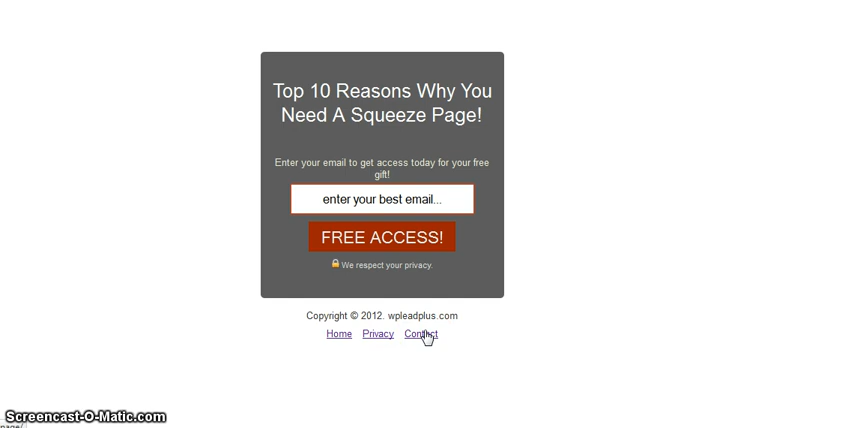 Top 10 Reasons Why You
Need A Squeeze Page!
Enter your email to get access today for your free
gift!
enter your best email...
FREE ACCESS!
We respect your privacy.
Copyright © 2012. wpleadplus.com
Home Privacy Contact
Screencast-O-Matic.com